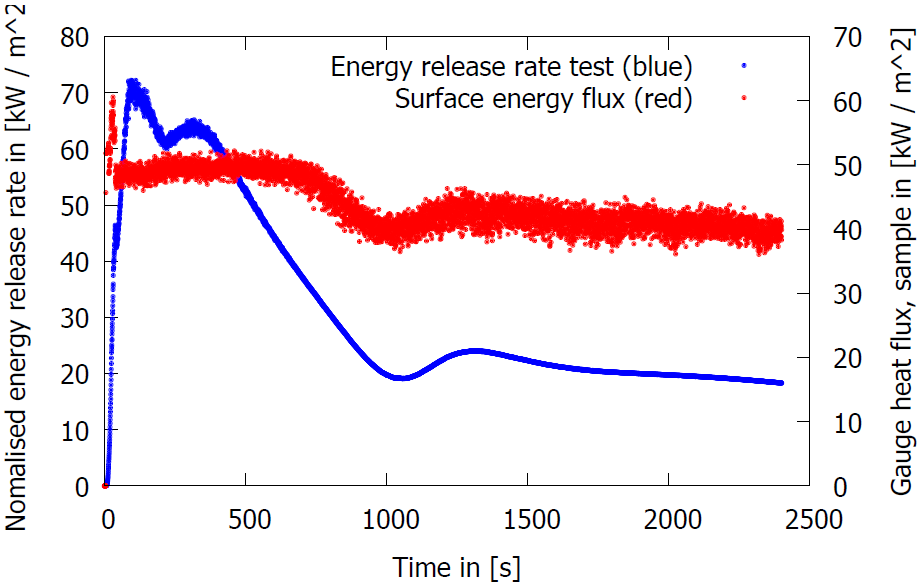 Nomalised energy release rate in [kW / m^2
80
70
60
50
40
30
20
10
0
Energy release rate test (blue)
Surface energy flux (red)
70
60
50
40
30
20
10
0
Gauge heat flux, sample in [kW / m^2]
0 500 1000 1500 2000 2500
Time in [s]